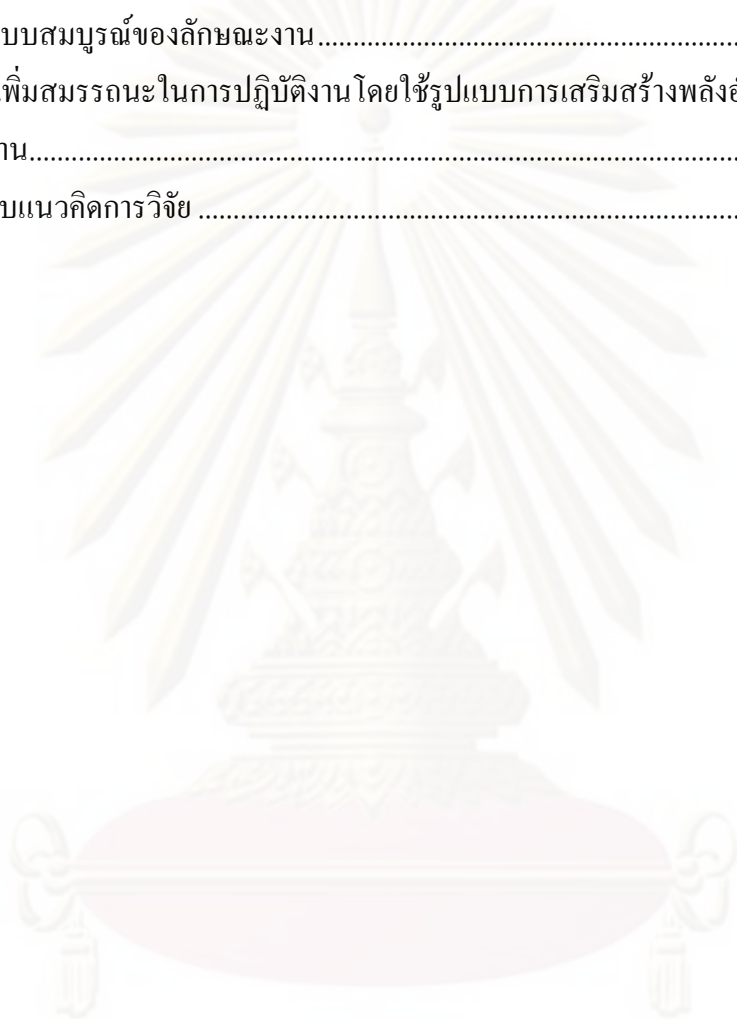 บบสมบูรณ์ของลักษณะงาน
เพิ่มสมรรถนะในการปฏิบัติงานโดยใช้รูปแบบการเสริมสร้างพลังอ
าน
บแนวคิดการวิจัย